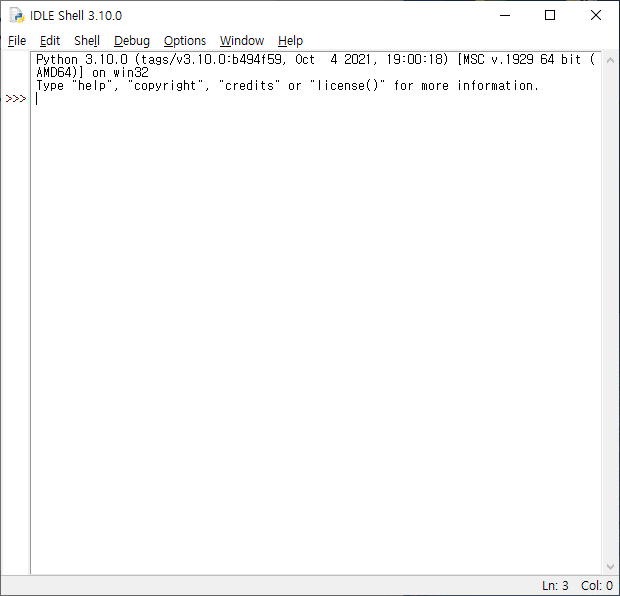 IDLE Shell 3.10.0
File Edit Shell Debug Options Window Help
Python 3.10.0 (tags/v3.10.0:b494f59, Oct  4 2021, 19:00:18) [MSC v.1929 64 bit (
AMD64)] on win32
Type "help", "copyright", "credits" or "license()" for more information.
>>>
Ln: 3 Col: 0